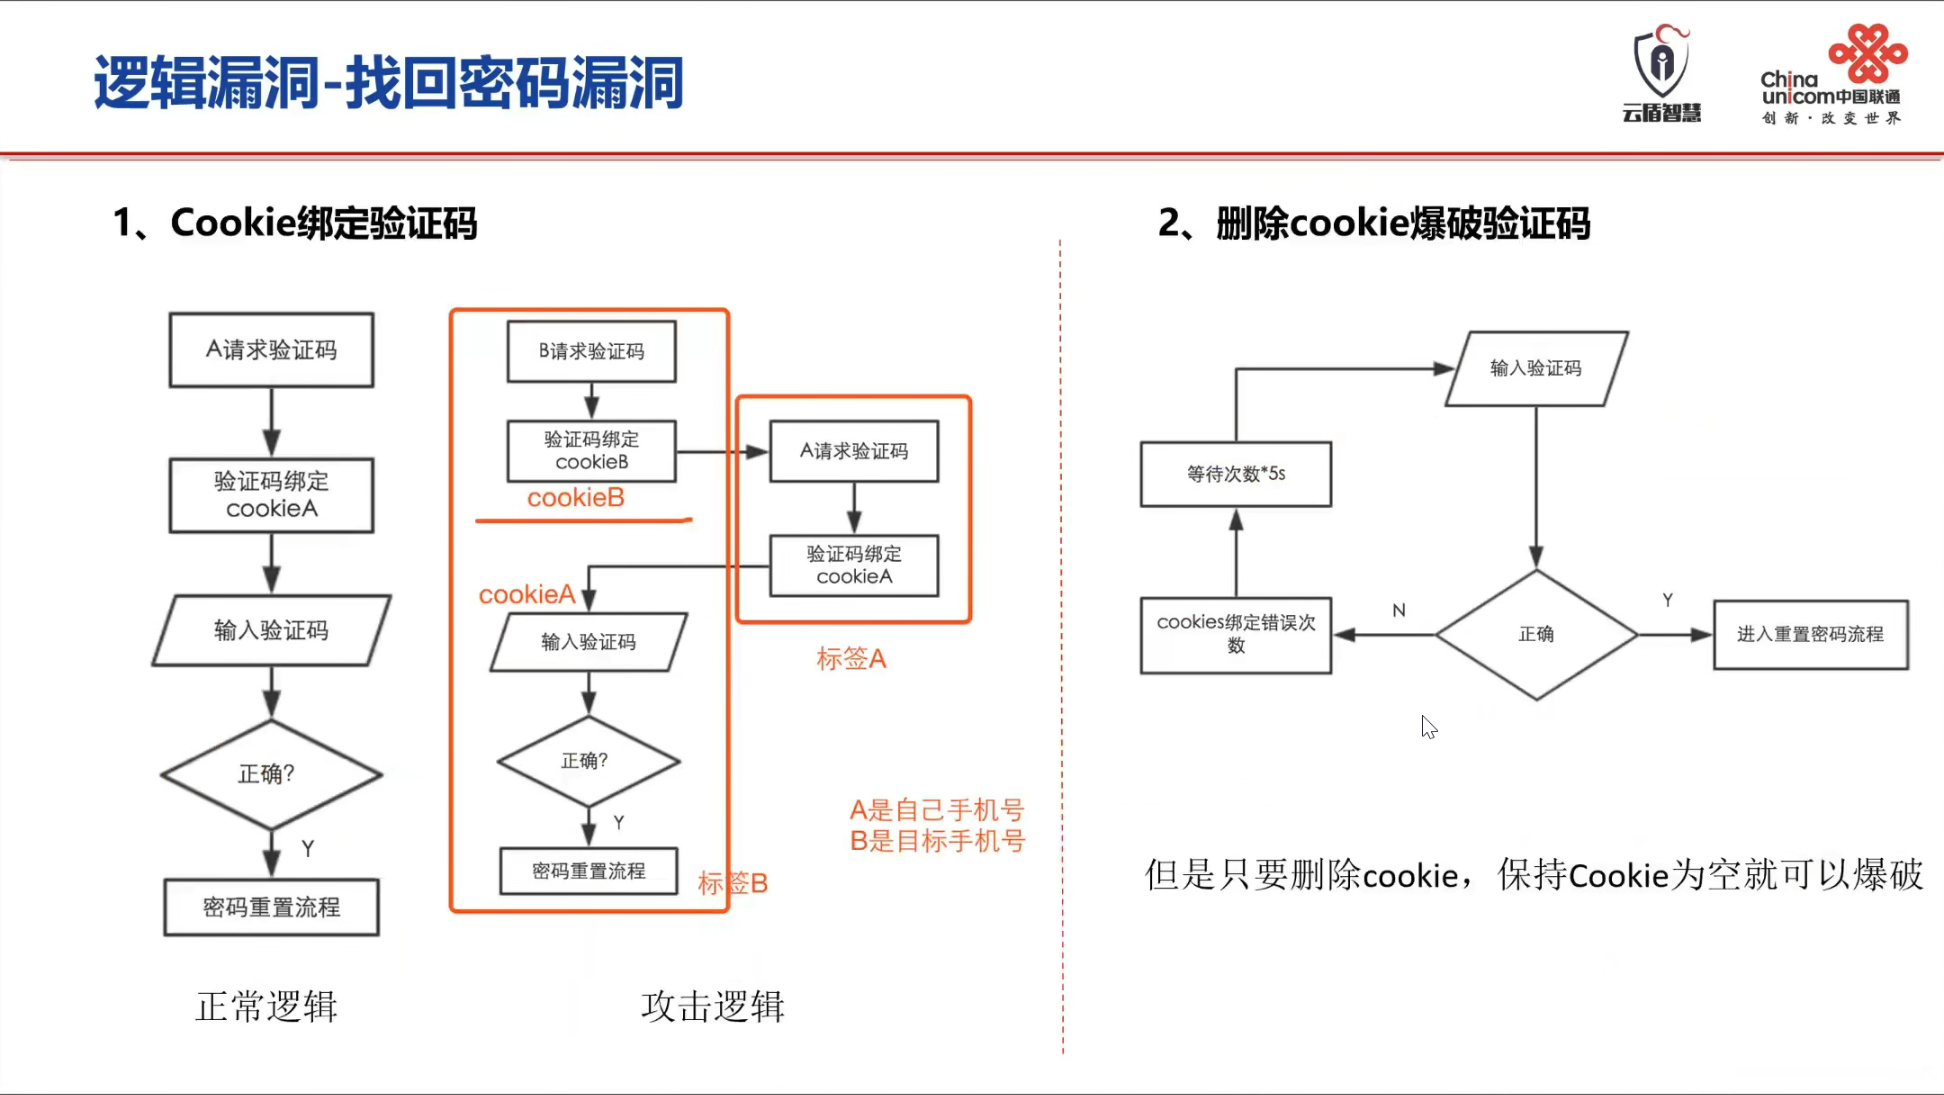 逻辑漏洞-找回密码漏洞
云盾智慧
China
unicom中国联通
创新·改变世界
1、Cookie绑定验证码
A请求验证码
验证码绑定
cookieA
输入验证码
正确?
Y
密码重置流程
正常逻辑
B请求验证码
验证码绑定
cookieB
cookieB
A请求验证码
验证码绑定
cookieA
标签A
cookieA
输入验证码
正确?
Y
密码重置流程
标签B
A是自己手机号
B是目标手机号
攻击逻辑
2、删除cookie爆破验证码
输入验证码
等待次数*5s
cookies绑定错误次
数
N
正确
Y
进入重置密码流程
但是只要删除cookie，保持Cookie为空就可以爆破